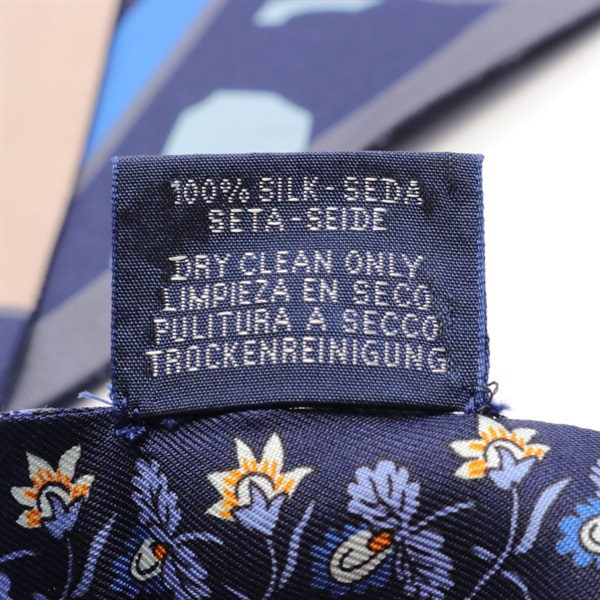 100% SILK-SEDA
SETA-SEIDE
DRY CLEAN ONLY
LIMPIEZA EN SECO
PULITURA A SECCO
TROCKENREINIGUNG